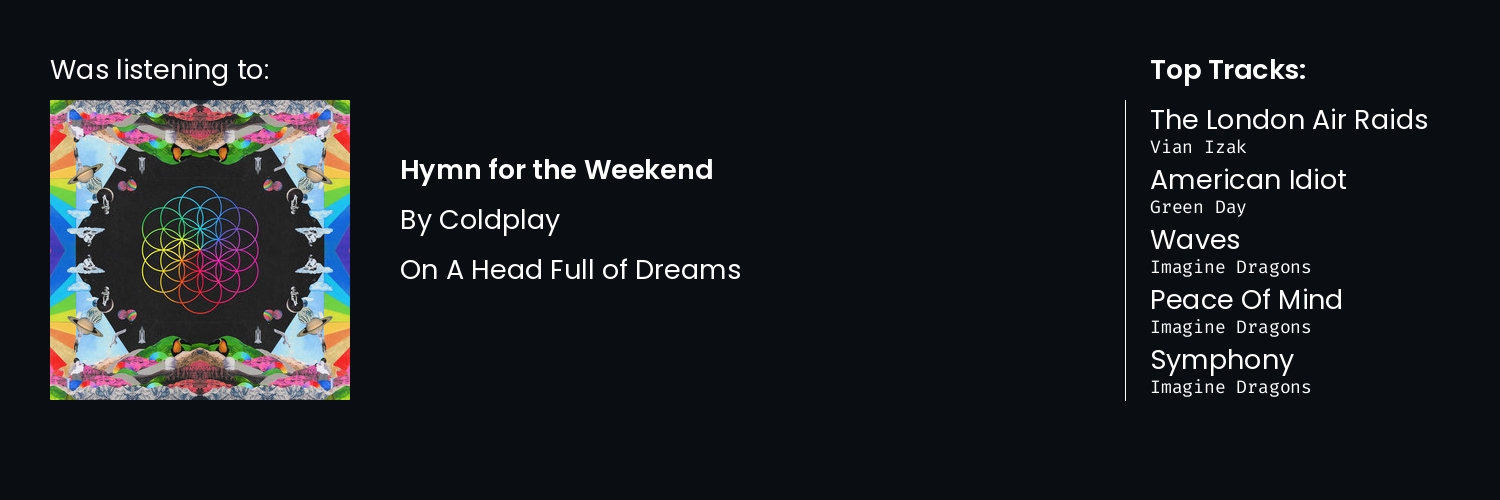 Was listening to:
Hymn for the Weekend
By Coldplay
On A Head Full of Dreams
Top Tracks:
The London Air Raids
Vian Izak
American Idiot
Green Day
Waves
Imagine Dragons
Peace Of Mind
Imagine Dragons
Symphony
Imagine Dragons